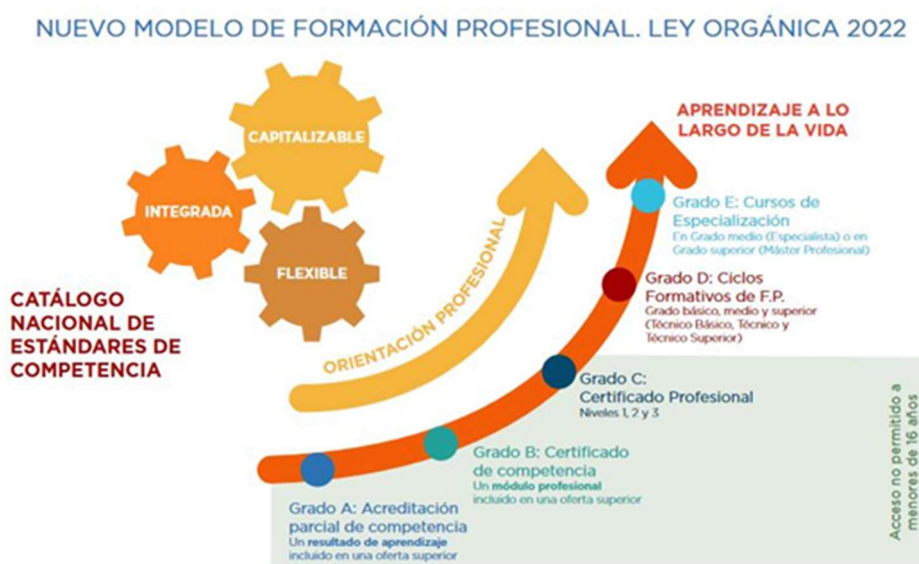 NUEVO MODELO DE FORMACIÓN PROFESIONAL. LEY ORGÁNICA 2022
CAPITALIZABLE
INTEGRADA
FLEXIBLE
CATÁLOGO
NACIONAL DE
ESTÁNDARES DE
COMPETENCIA
ORIENTACIÓN PROFESIONAL
APRENDIZAJE A LO
LARGO DE LA VIDA
Grado E: Cursos de
Especialización
En Grado medio (Especialista) o en
Grado superior (Máster Profesional)
Grado D: Ciclos
Formativos de F.P.
Grado básico, medio y superior
(Técnico Básico, Técnico y
Técnico Superior)
Grado C:
Certificado Profesional
Niveles 1, 2 y 3
Grado B: Certificado
de competencia
Un módulo profesional
incluido en una oferta superior
Grado A: Acreditación
parcial de competencia
Un resultado de aprendizaje
incluido en una oferta superior
Acceso no permitido a
menores de 16 años